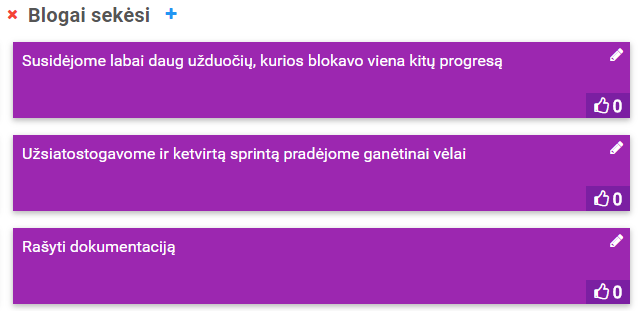 Blogai sekėsi
Susidėjome labai daug užduočių, kurios blokavo viena kitų progresą
0
Užsiatostogavome ir ketvirtą sprintą pradėjome ganėtinai vėlai
0
Rašyti dokumentaciją
0